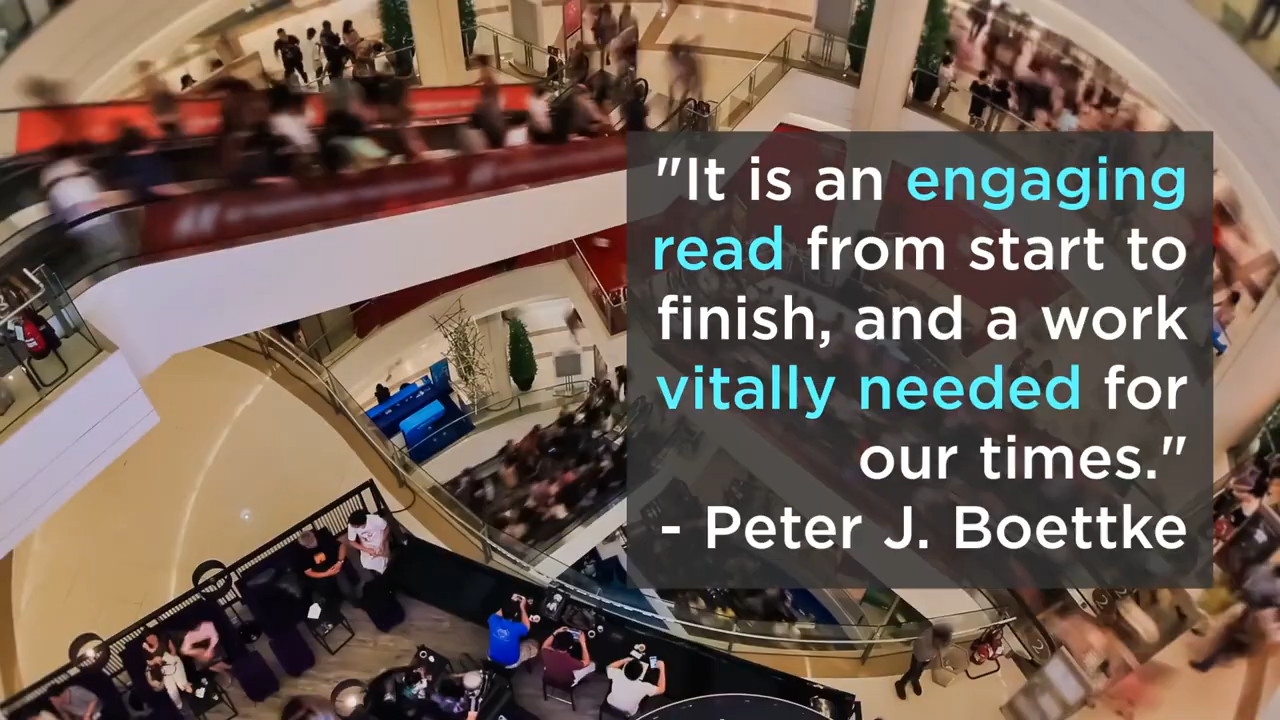 "It is an engaging
read from start to
finish, and a work
vitally needed for
our times."
- Peter J. Boettke